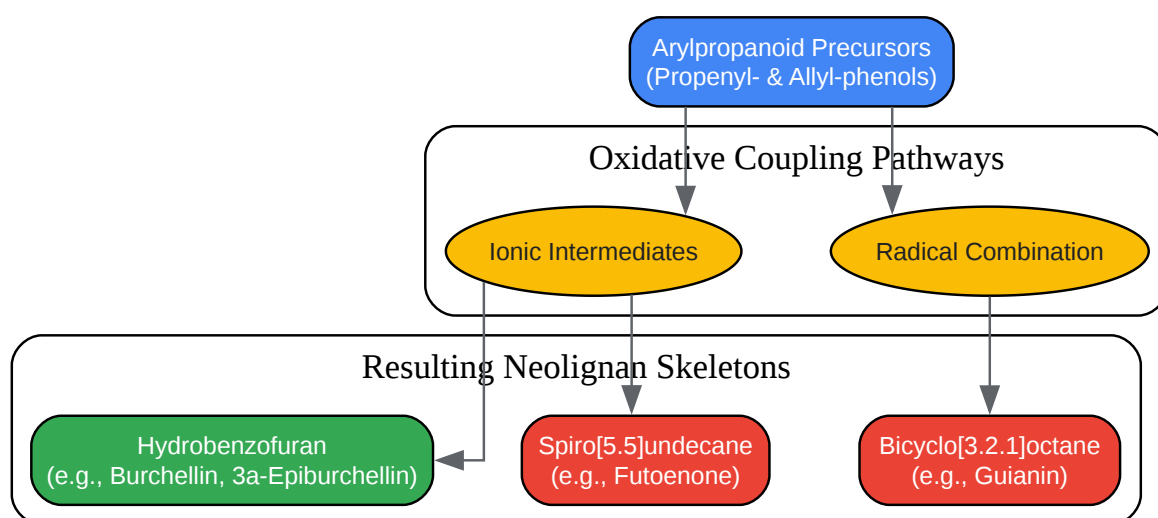 Arylpropanoid Precursors
(Propenyl- & Allyl-phenols)
Oxidative Coupling Pathways
Ionic Intermediates
Radical Combination
Resulting Neolignan Skeletons
Hydrobenzofuran
(e.g., Burchellin, 3a-Epiburchellin)
Spiro[5.5]undecane
(e.g., Futoenone)
Bicyclo[3.2.1]octane
(e.g., Guianin)